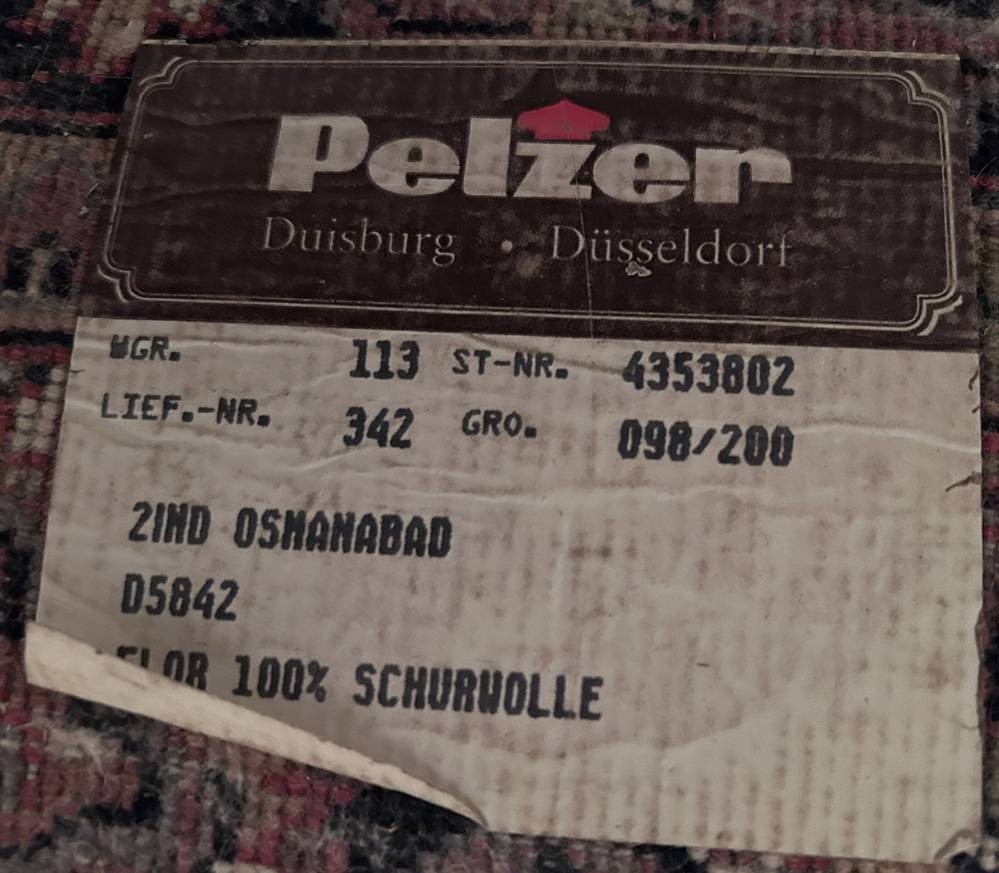 Pelzer
Duisburg · Düsseldorf
WGR. 113 ST-NR. 4353802
LIEF.-NR. 342 GRO. 098/200
2IND OSMANABAD
D5842
FLOR 100% SCHURWOLLE